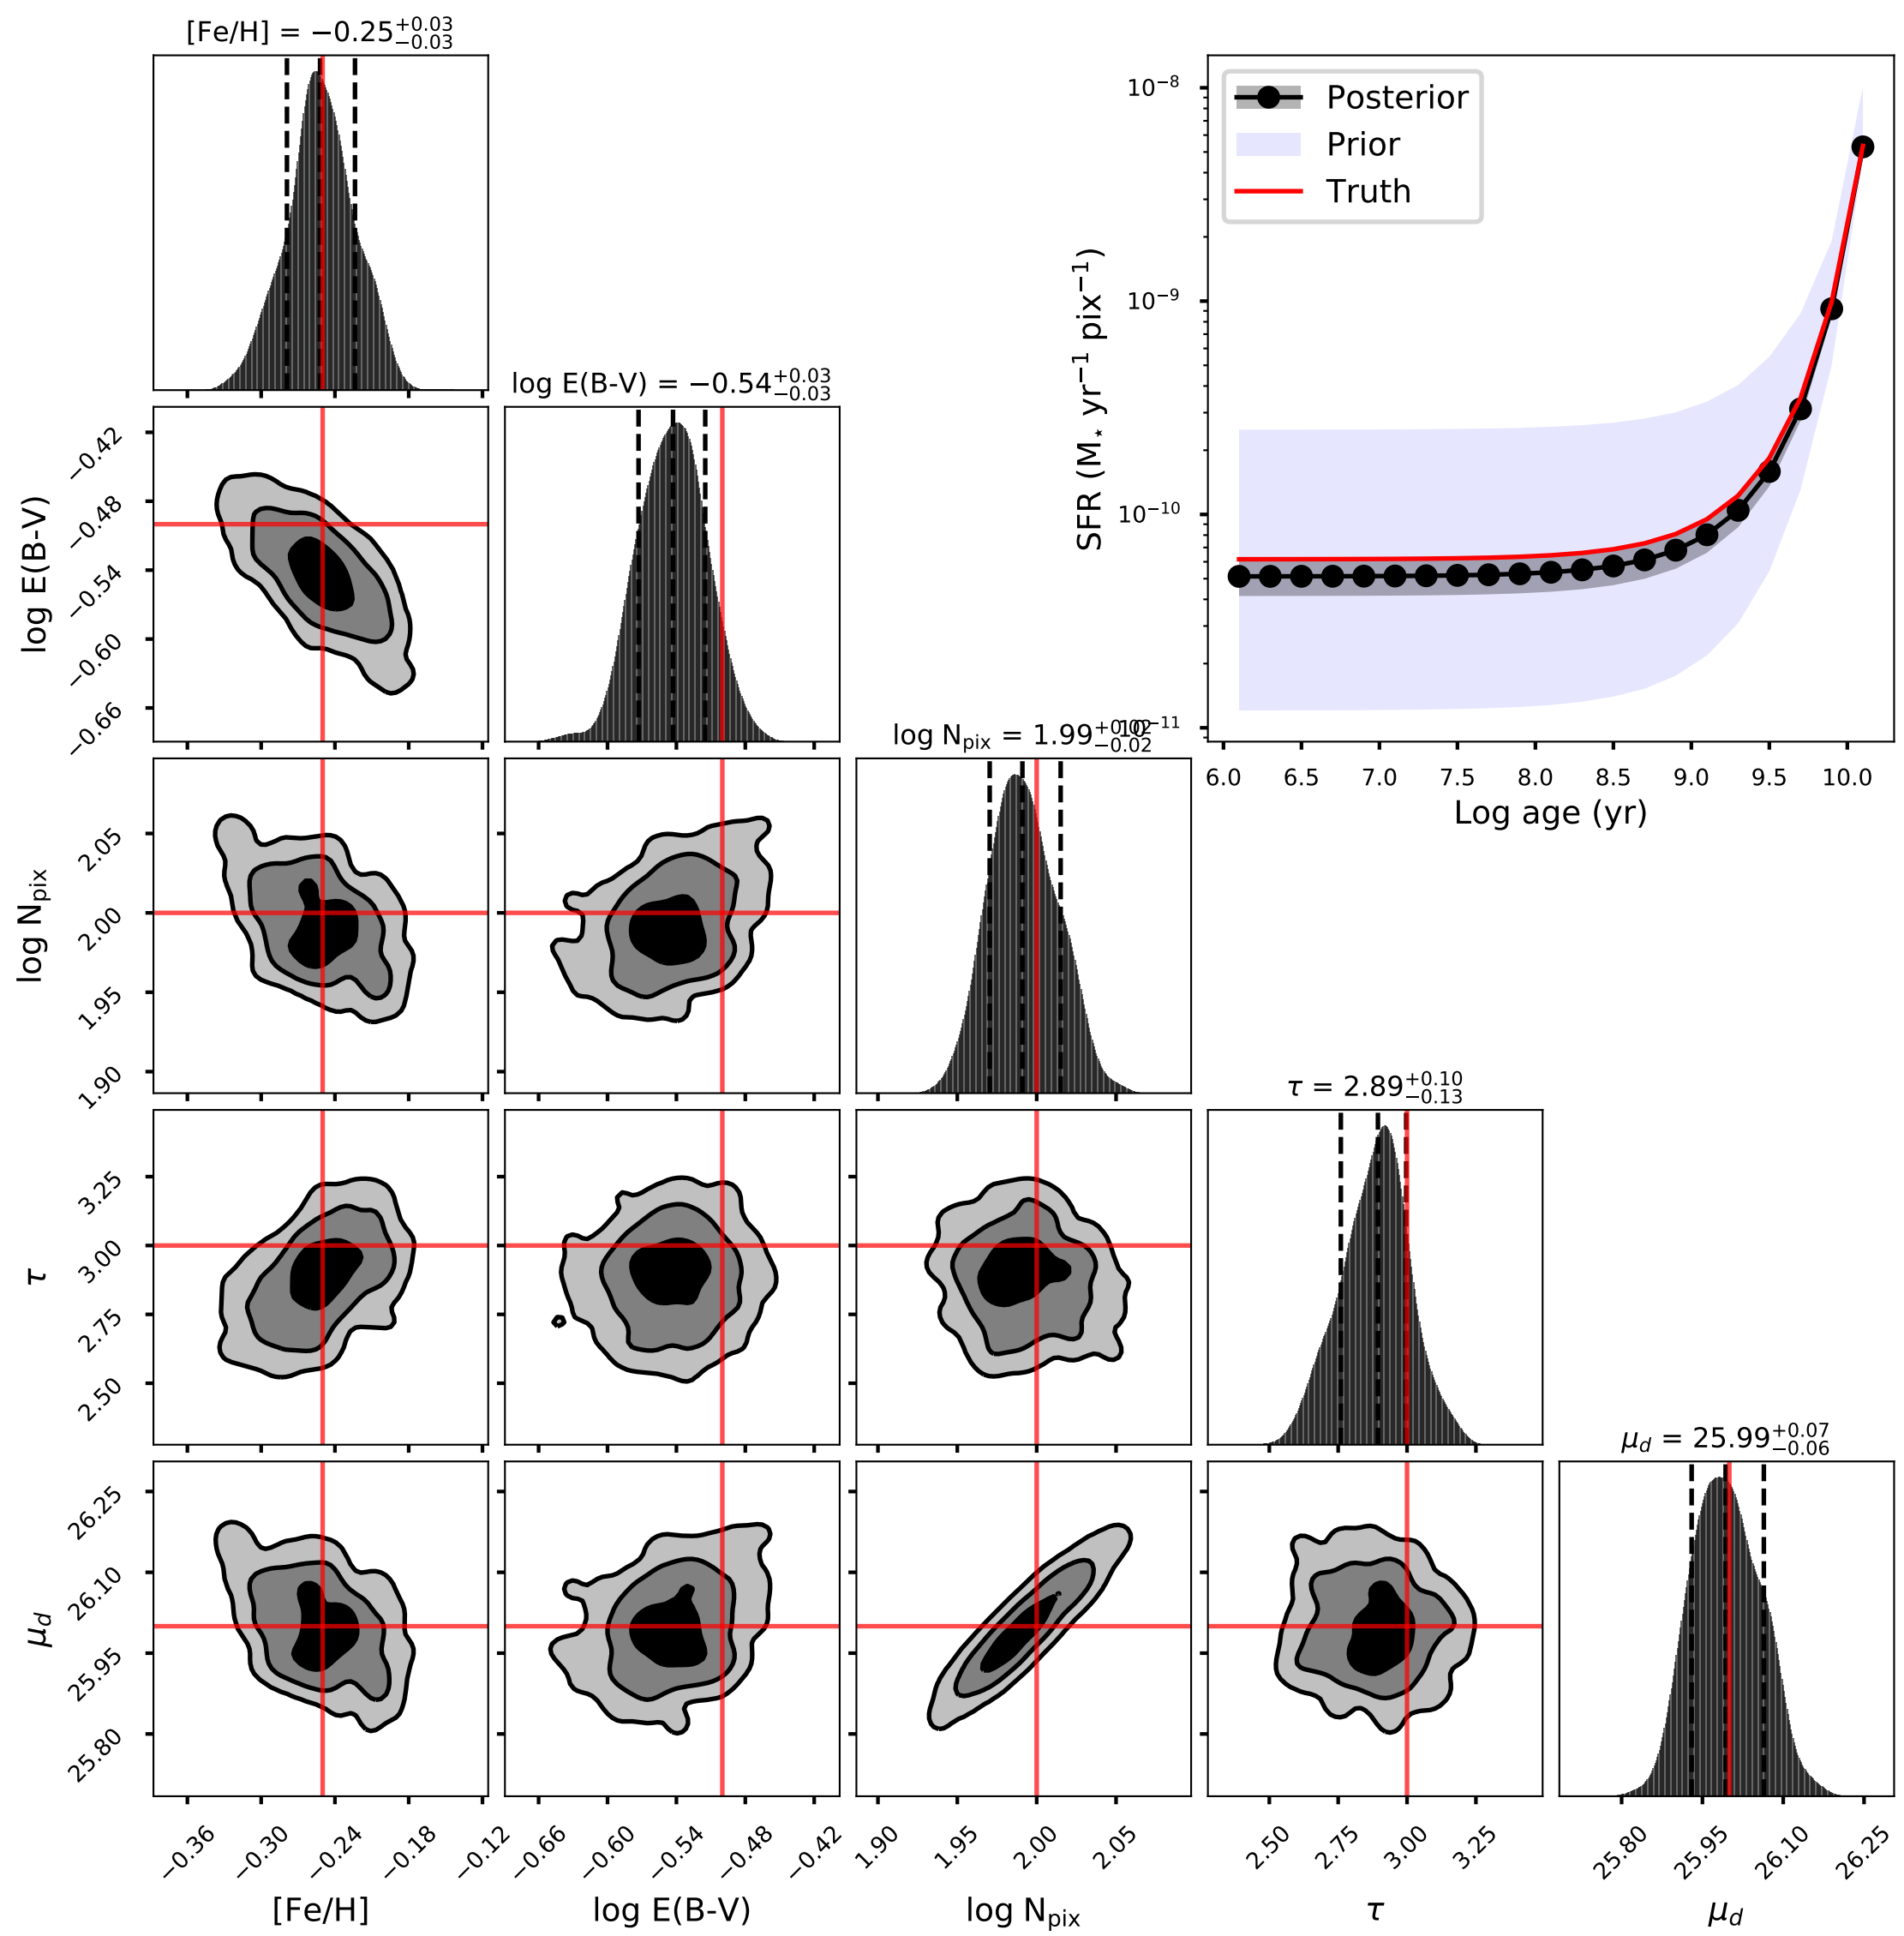 [Fe/H] = −0.25+0.03−0.03
Posterior
Prior
Truth
10−8
10−9
10−10
10−11
SFR (M⋆ yr−1 pix−1)
6.0 6.5 7.0 7.5 8.0 8.5 9.0 9.5 10.0
Log age (yr)
log E(B-V) = −0.54+0.03−0.03
log E(B-V)
−0.42
−0.48
−0.54
−0.60
−0.66
log Npix = 1.99+0.02−0.02
log Npix
2.05
2.00
1.95
1.90
τ = 2.89+0.10−0.13
τ
3.25
3.00
2.75
2.50
μd = 25.99+0.07−0.06
μd
26.25
26.10
25.95
25.80
−0.36 −0.30 −0.24 −0.18 −0.12 −0.66 −0.60 −0.54 −0.48 −0.42 1.90 1.95 2.00 2.05 2.50 2.75 3.00 3.25 25.80 25.95 26.10 26.25
[Fe/H] log E(B-V) log Npix τ μd